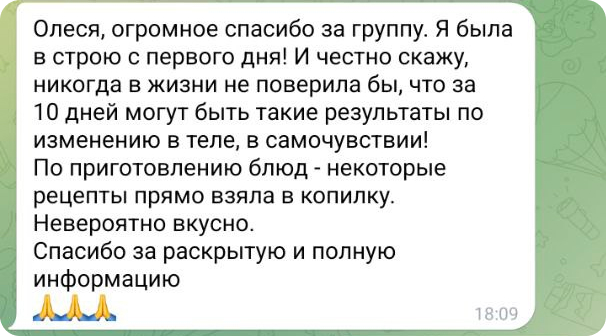 Олеся, огромное спасибо за группу. Я была
в строю с первого дня! И честно скажу,
никогда в жизни не поверила бы, что за
10 дней могут быть такие результаты по
изменению в теле, в самочувствии!
По приготовлению блюд - некоторые
рецепты прямо взяла в копилку.
Невероятно вкусно.
Спасибо за раскрытую и полную
информацию
🙏🙏🙏
18:09